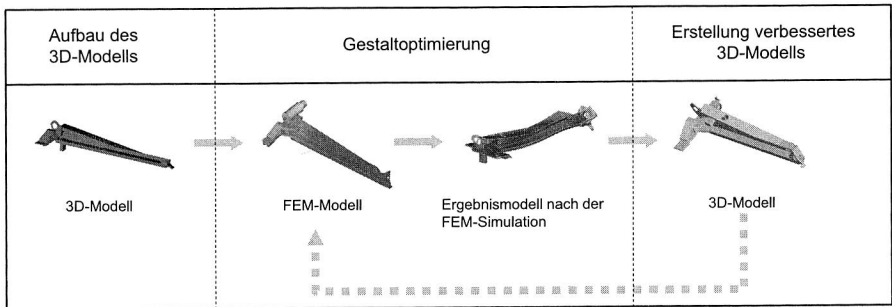 Aufbau des
3D-Modells
Gestaltoptimierung
Erstellung verbessertes
3D-Modells
3D-Modell
FEM-Modell
Ergebnismodell nach der
FEM-Simulation
3D-Modell